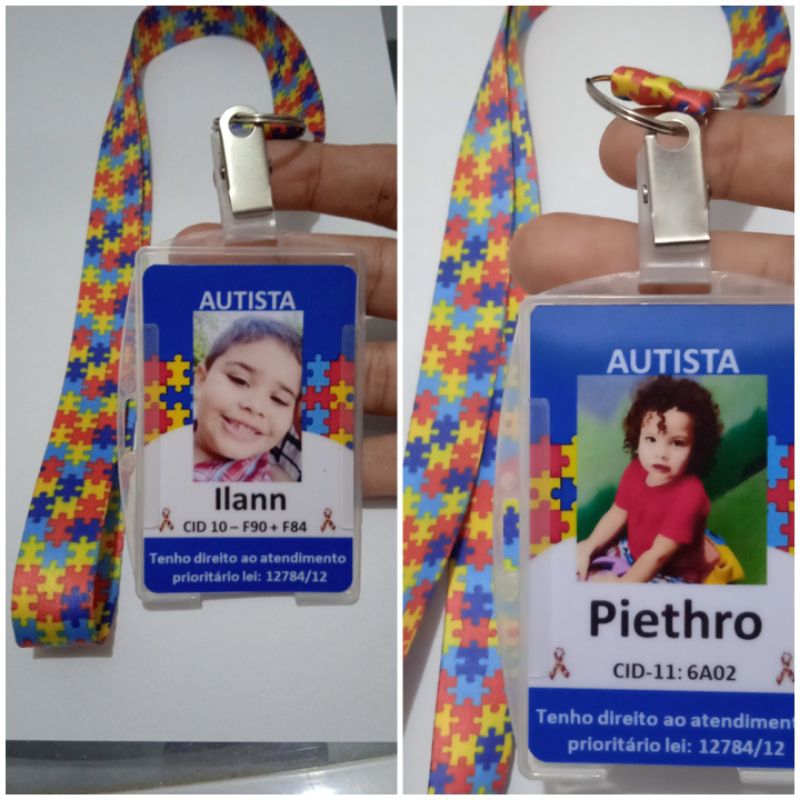 AUTISTA
Ilann
CID 10 – F90 + F84
Tenho direito ao atendimento
prioritário lei: 12784/12
AUTISTA
Piethro
CID-11: 6A02
Tenho direito ao atendiment
prioritário lei: 12784/12